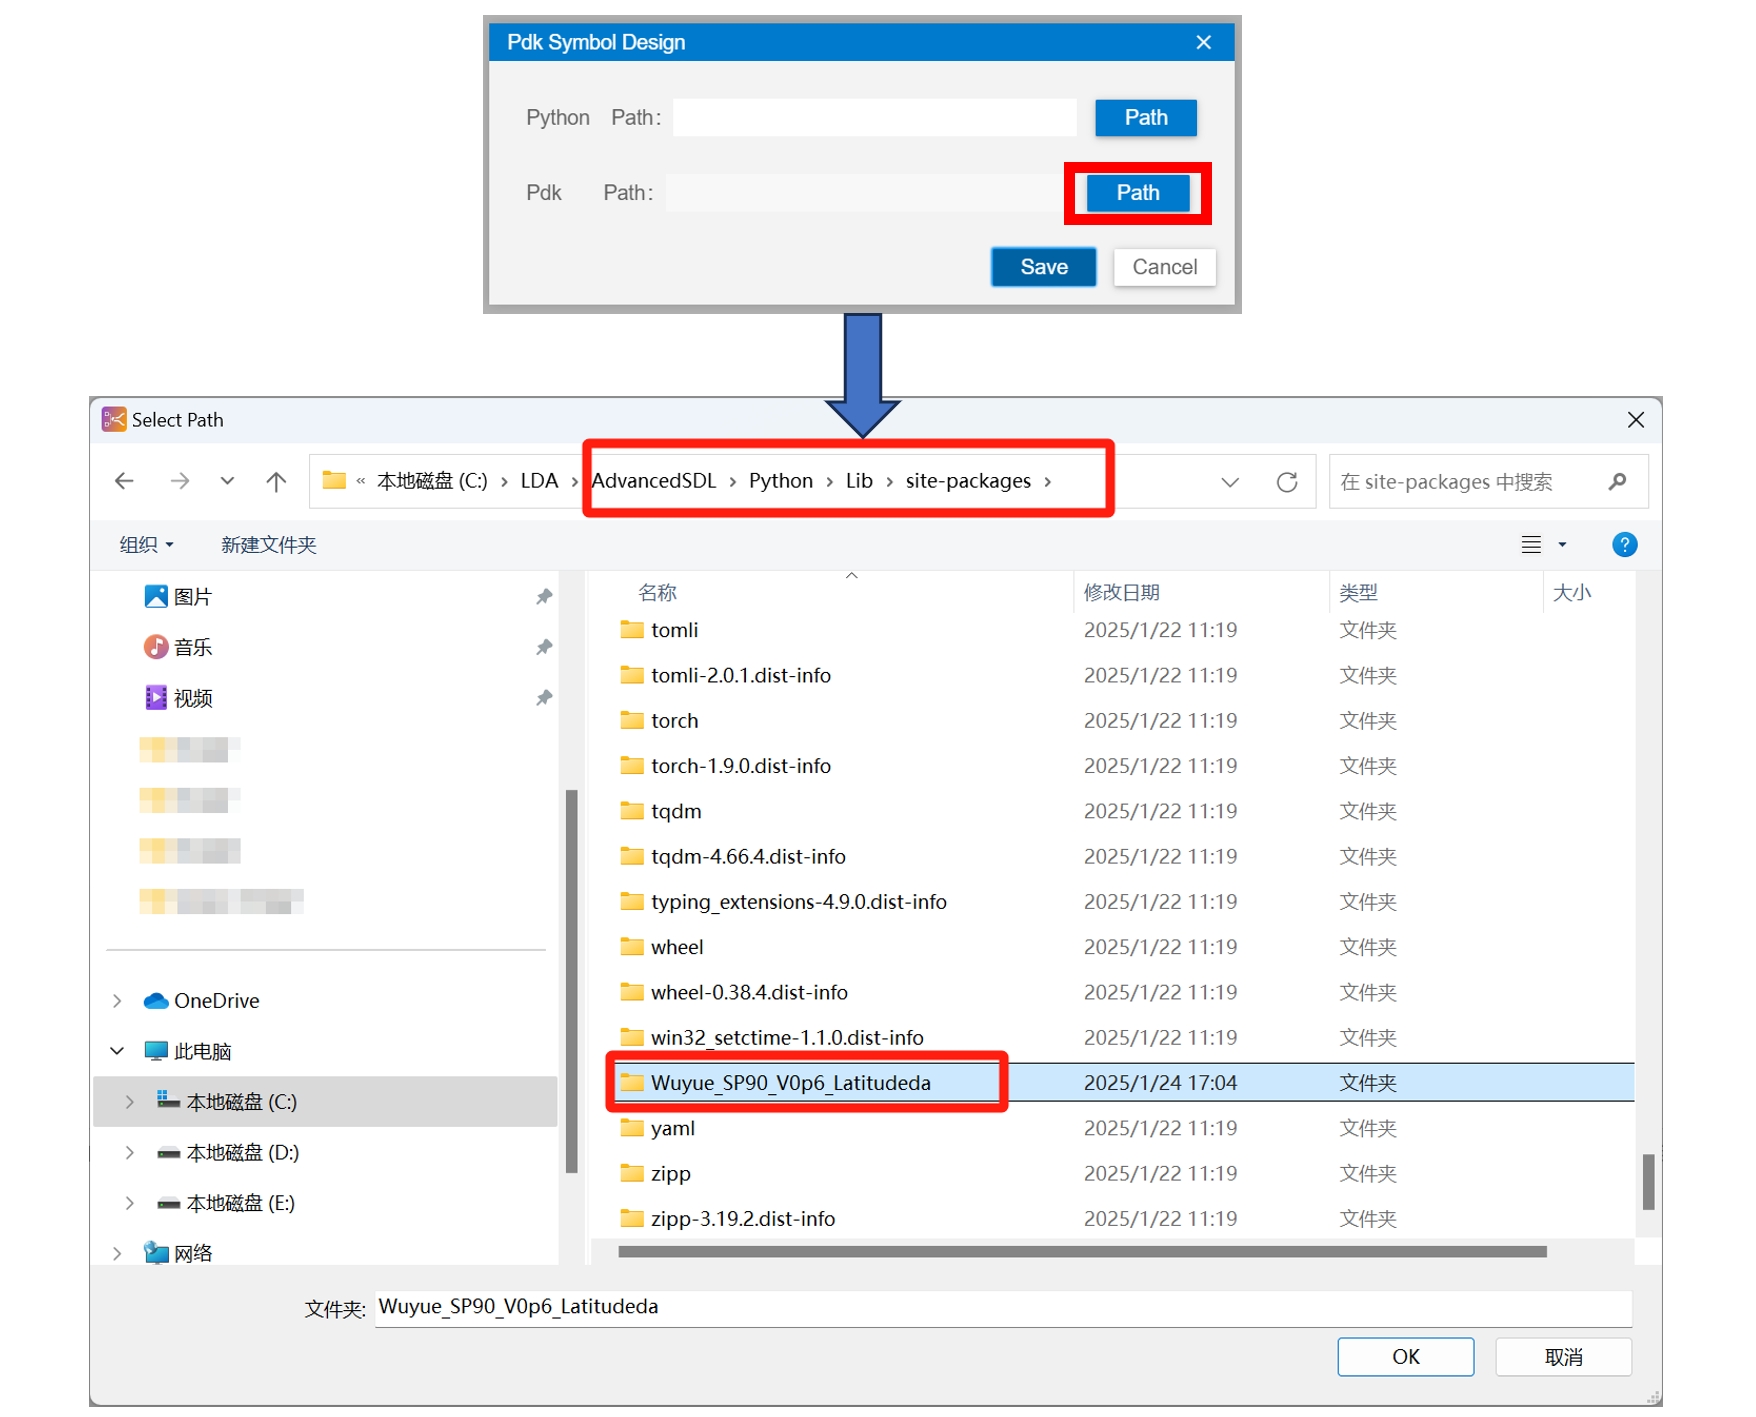 Pdk Symbol Design
Python Path: Path
Pdk Path: Path
Save Cancel
Select Path
« 本地磁盘 (C:) › LDA › AdvancedSDL › Python › Lib › site-packages › 在 site-packages 中搜索
组织 新建文件夹
图片
音乐
视频
OneDrive
此电脑
本地磁盘 (C:)
本地磁盘 (D:)
本地磁盘 (E:)
网络
名称 修改日期 类型 大小
tomli 2025/1/22 11:19 文件夹
tomli-2.0.1.dist-info 2025/1/22 11:19 文件夹
torch 2025/1/22 11:19 文件夹
torch-1.9.0.dist-info 2025/1/22 11:19 文件夹
tqdm 2025/1/22 11:19 文件夹
tqdm-4.66.4.dist-info 2025/1/22 11:19 文件夹
typing_extensions-4.9.0.dist-info 2025/1/22 11:19 文件夹
wheel 2025/1/22 11:19 文件夹
wheel-0.38.4.dist-info 2025/1/22 11:19 文件夹
win32_setctime-1.1.0.dist-info 2025/1/22 11:19 文件夹
Wuyue_SP90_V0p6_Latitudeda 2025/1/24 17:04 文件夹
yaml 2025/1/22 11:19 文件夹
zipp 2025/1/22 11:19 文件夹
zipp-3.19.2.dist-info 2025/1/22 11:19 文件夹
文件夹: Wuyue_SP90_V0p6_Latitudeda
OK 取消